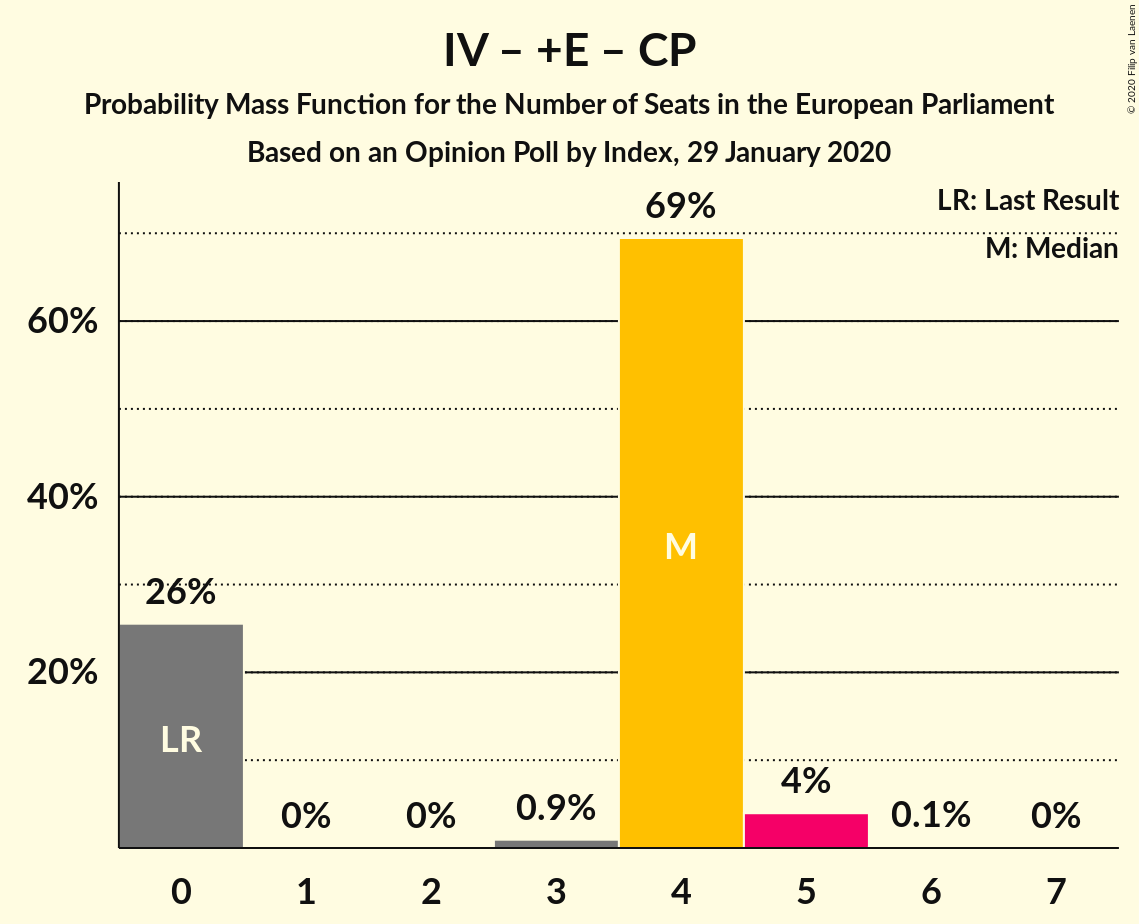 IV – +E – CP
Probability Mass Function for the Number of Seats in the European Parliament
Based on an Opinion Poll by Index, 29 January 2020
© 2020 Filip van Laenen
LR: Last Result
M: Median
60%
40%
20%
26%
0%
0%
0.9%
69%
4%
0.1%
0%
LR
M
0 1 2 3 4 5 6 7